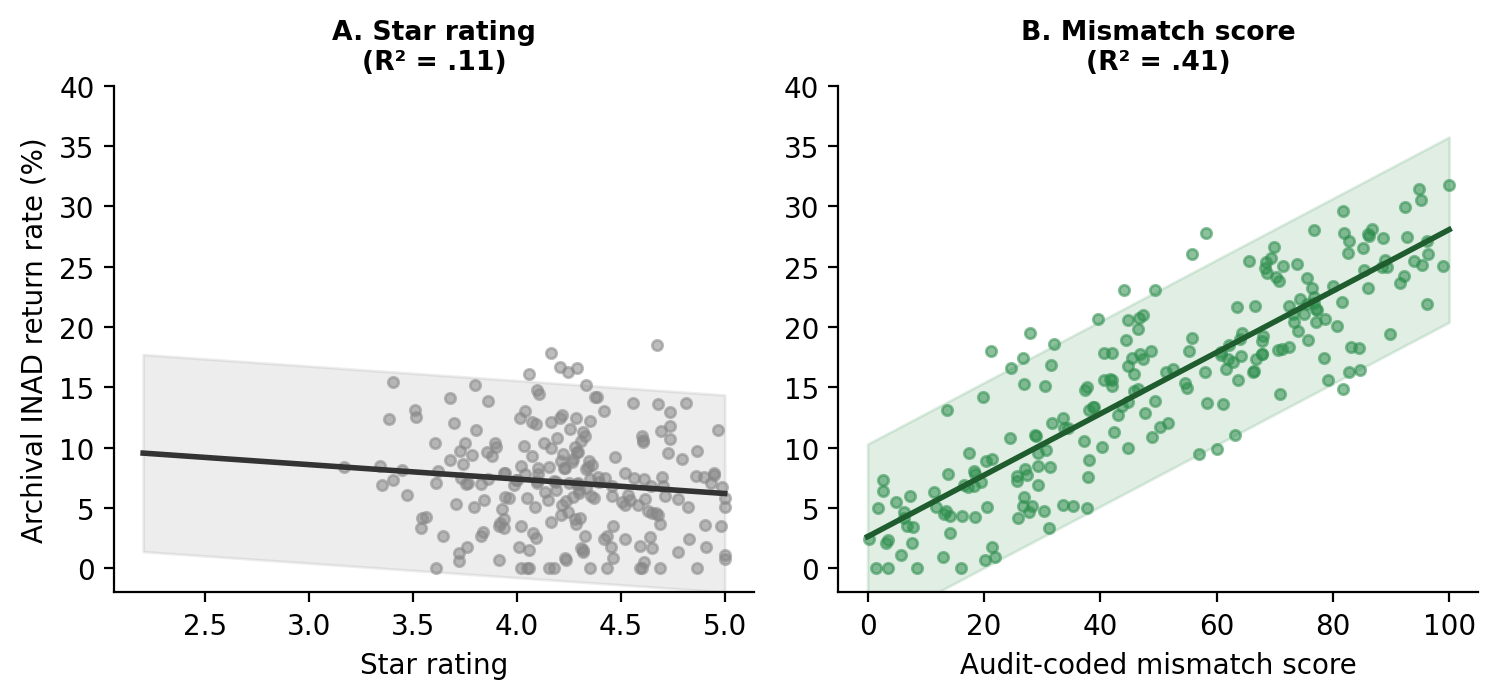 A. Star rating
(R² = .11)
Archival INAD return rate (%)
40
35
30
25
20
15
10
5
0
2.5 3.0 3.5 4.0 4.5 5.0
Star rating
B. Mismatch score
(R² = .41)
40
35
30
25
20
15
10
5
0
0 20 40 60 80 100
Audit-coded mismatch score